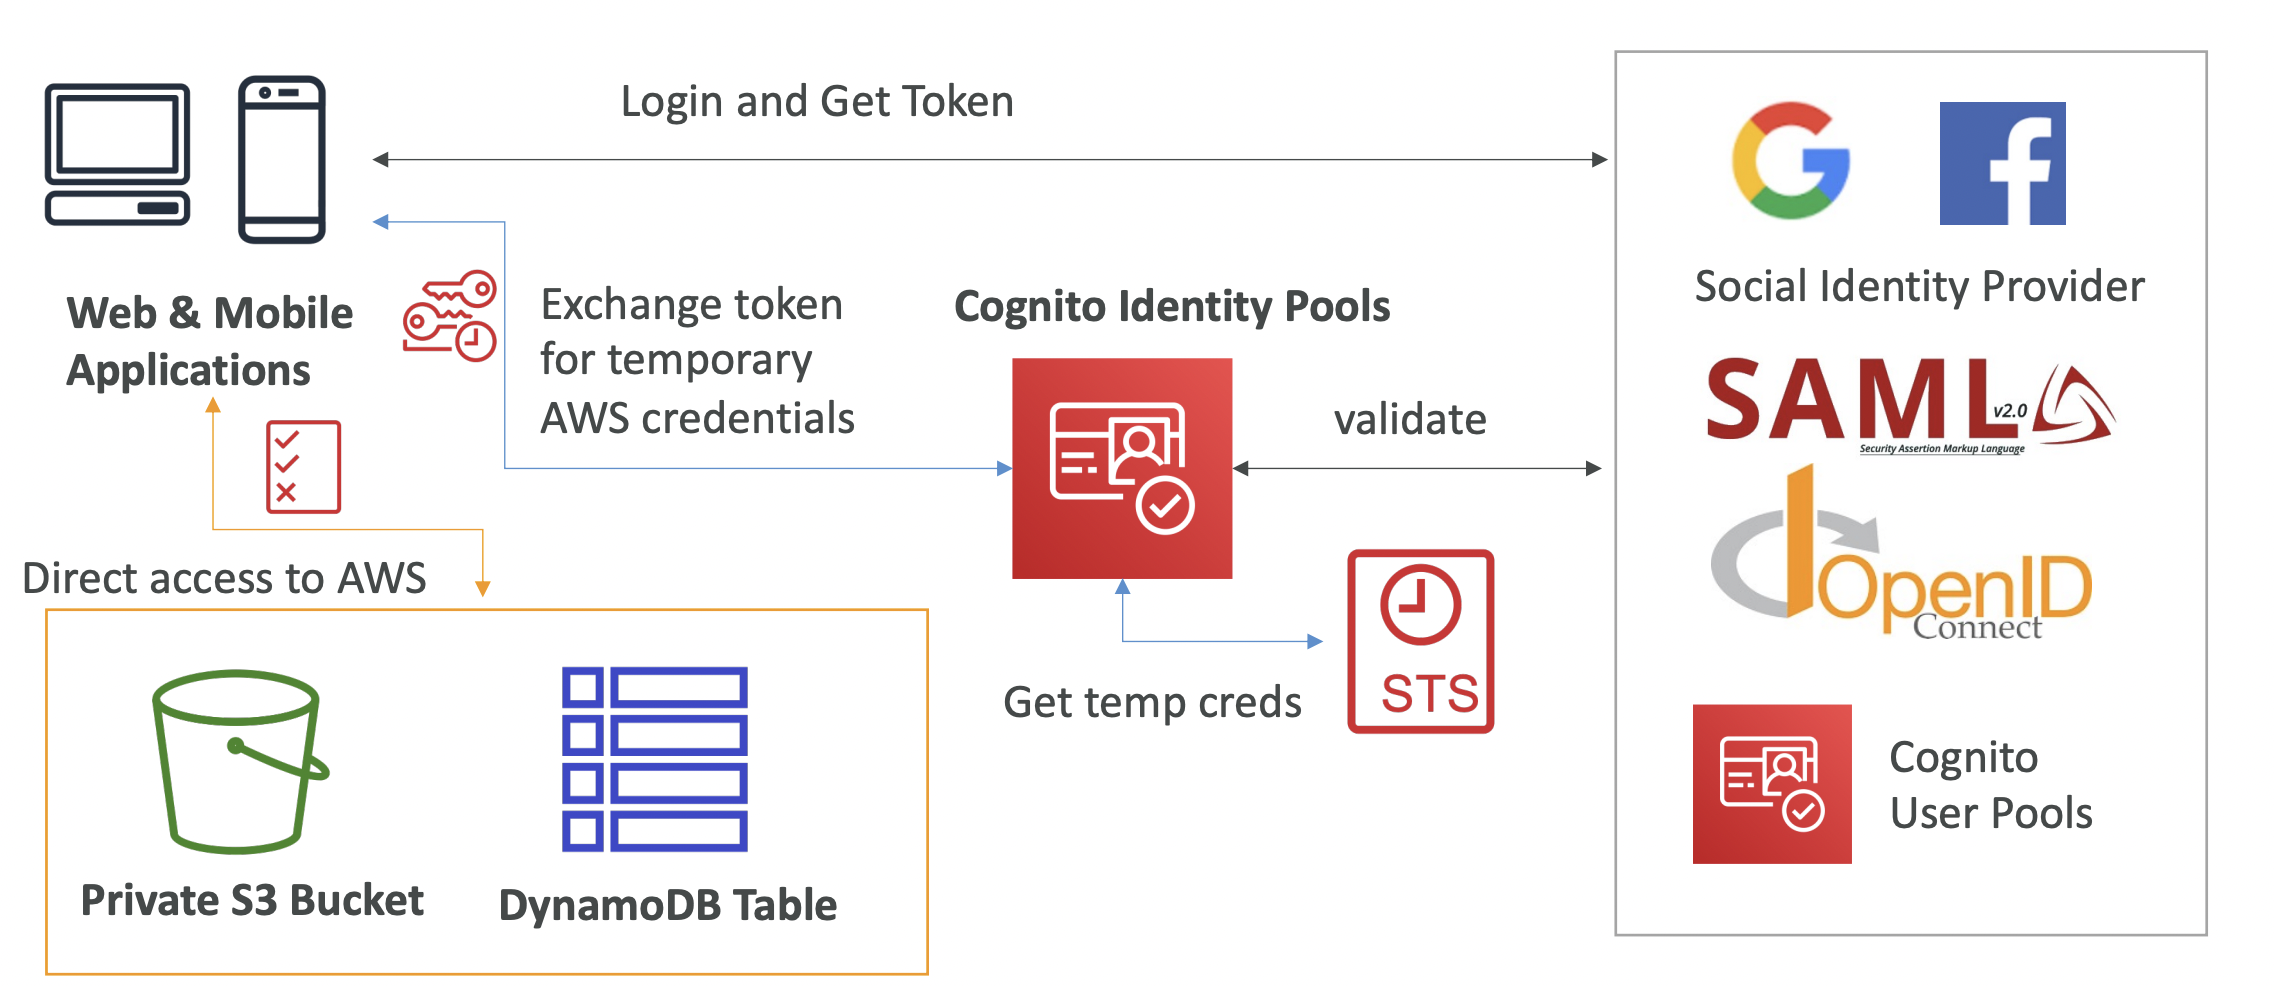 Login and Get Token
Social Identity Provider
Web & Mobile
Applications
Exchange token
for temporary
AWS credentials
Cognito Identity Pools
validate
SAML v2.0
Security Assertion Markup Language
OpenID
Connect
Direct access to AWS
STS
Get temp creds
Cognito
User Pools
Private S3 Bucket
DynamoDB Table